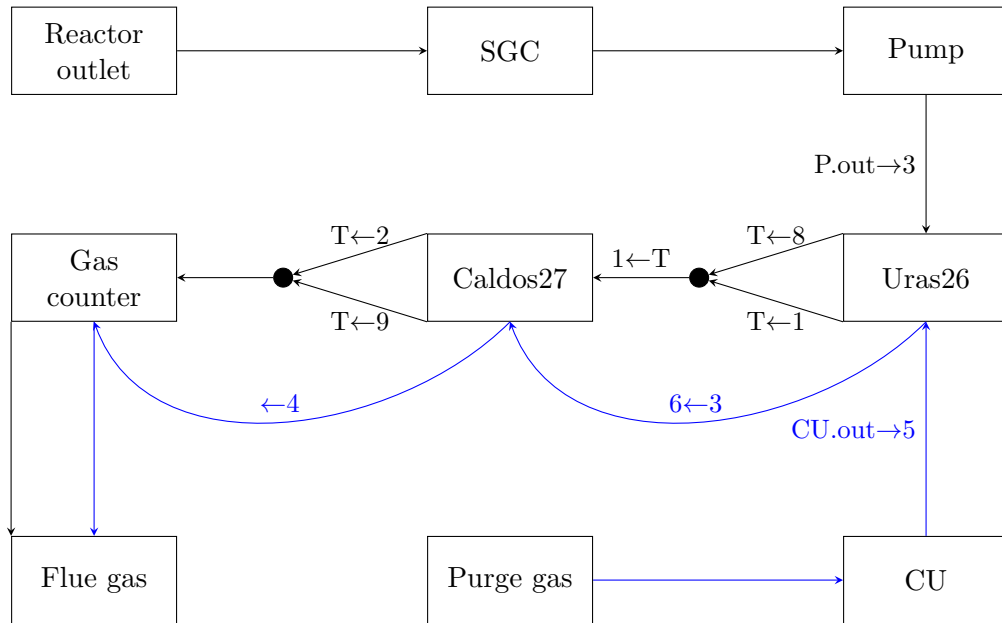 Reactor
outlet
SGC
Pump
P.out→3
Gas
counter
T←2
T←9
Caldos27
1←T
T←8
T←1
Uras26
←4
6←3
CU.out→5
Flue gas
Purge gas
CU